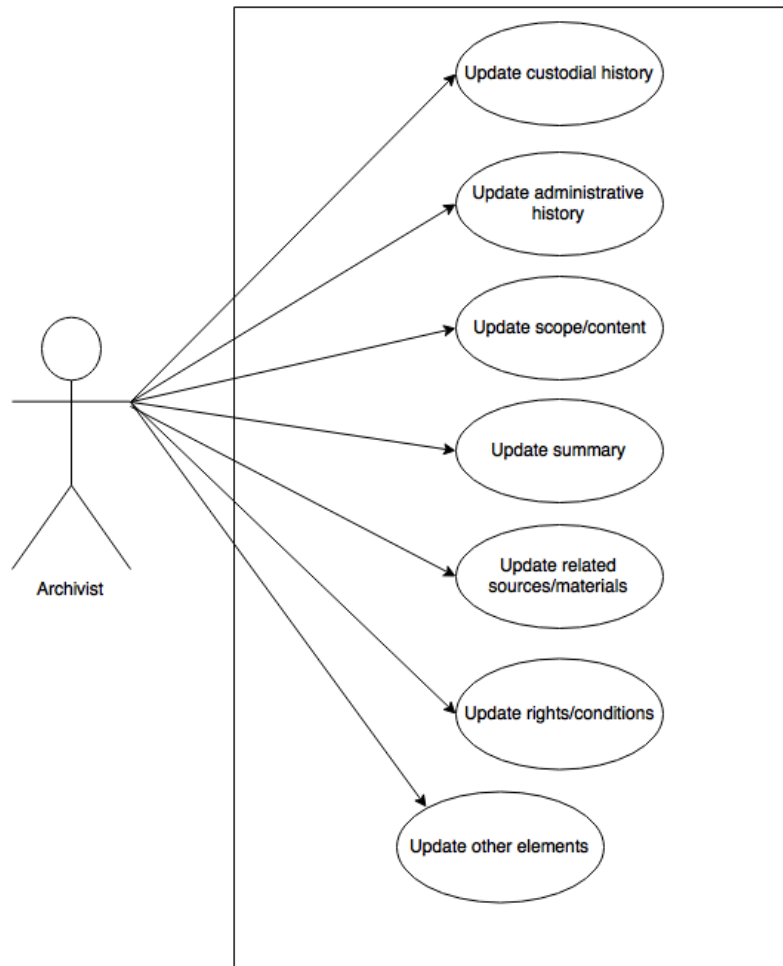 Update custodial history
Update administrative
history
Update scope/content
Update summary
Update related
sources/materials
Archivist
Update rights/conditions
Update other elements